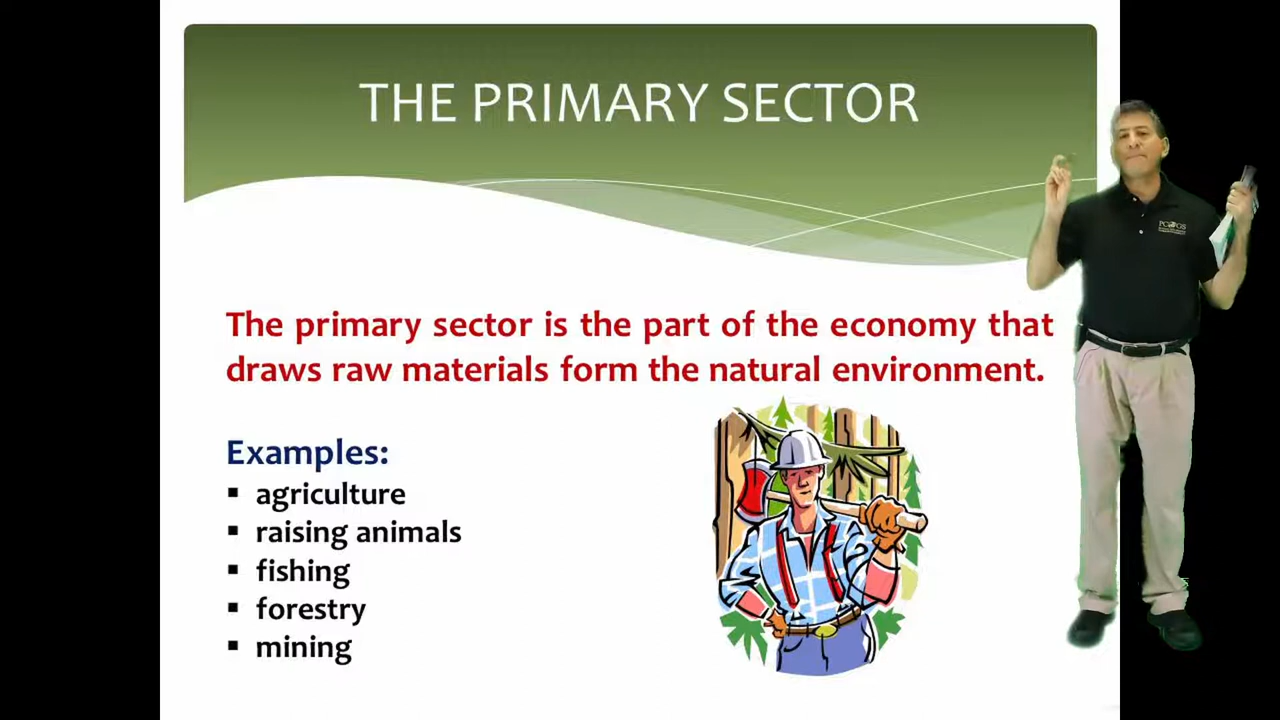 THE PRIMARY SECTOR
The primary sector is the part of the economy that
draws raw materials form the natural environment.
Examples:
▪ agriculture
▪ raising animals
▪ fishing
▪ forestry
▪ mining